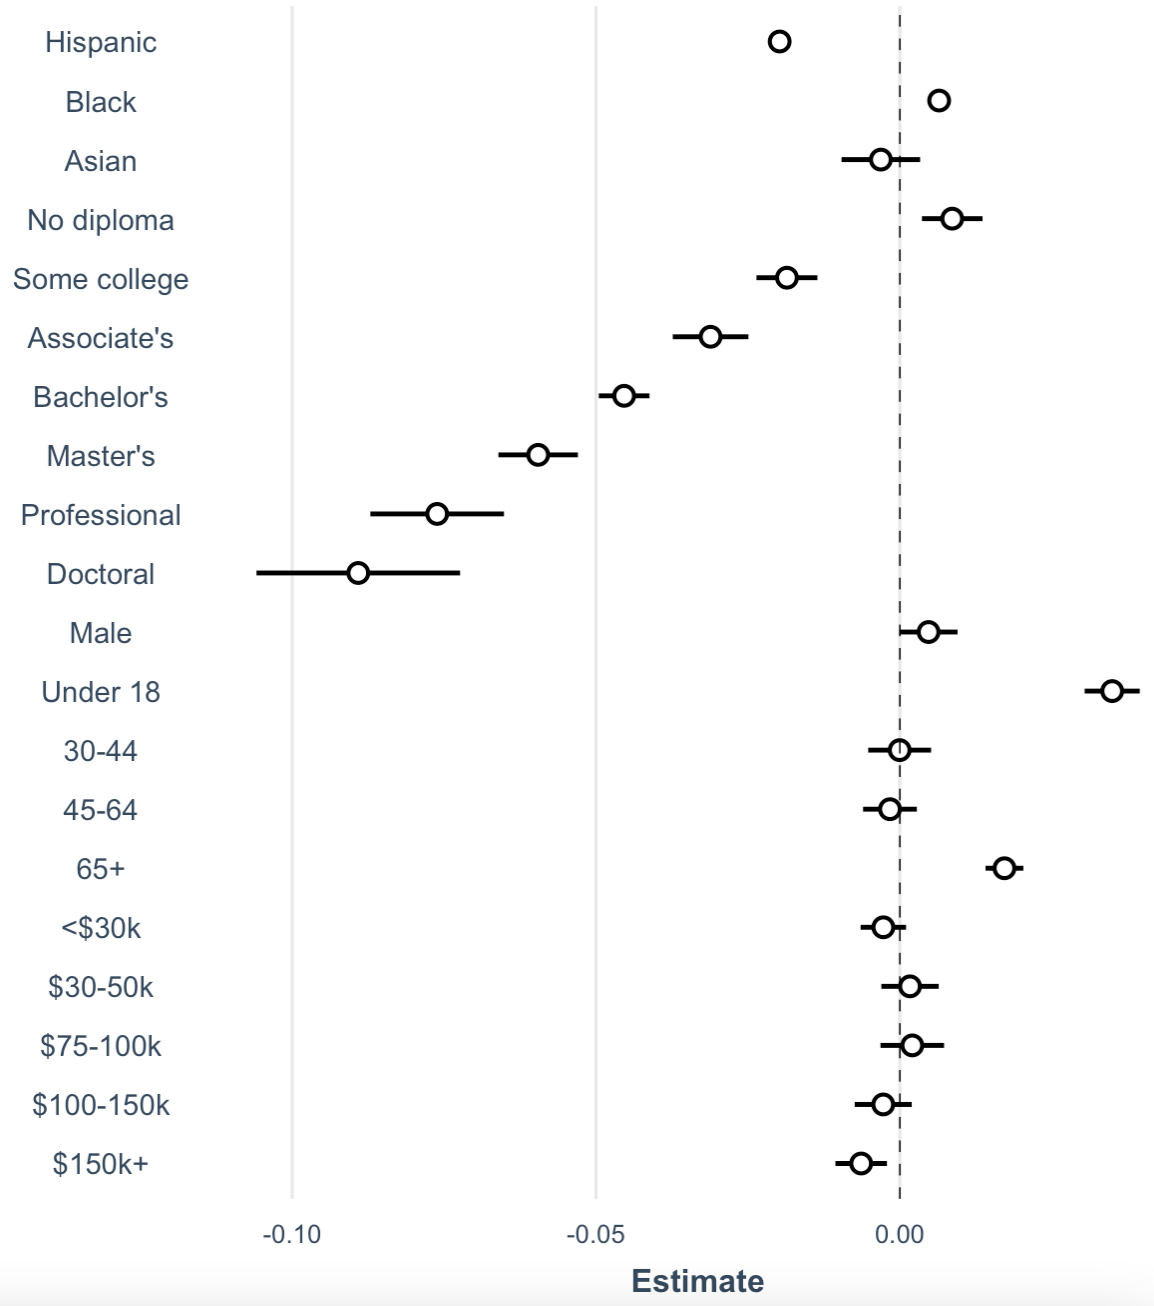 Hispanic
Black
Asian
No diploma
Some college
Associate's
Bachelor's
Master's
Professional
Doctoral
Male
Under 18
30-44
45-64
65+
<$30k
$30-50k
$75-100k
$100-150k
$150k+
-0.10 -0.05 0.00
Estimate